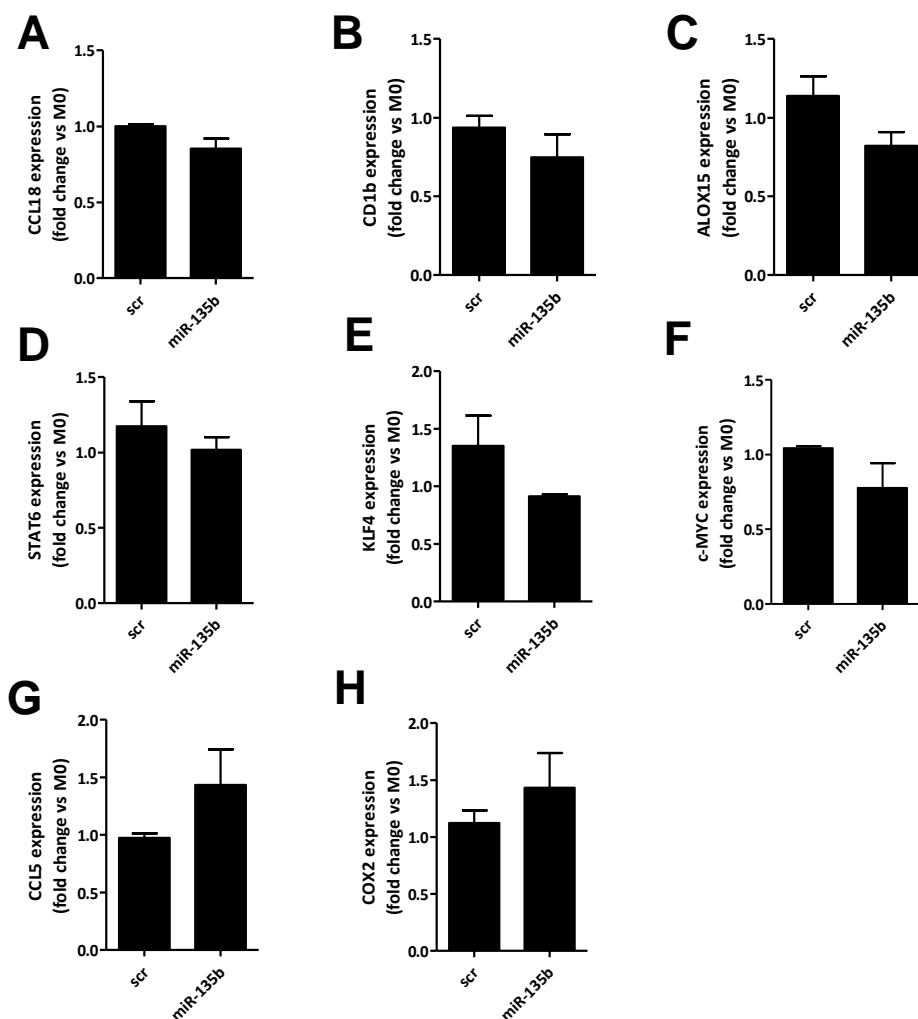 A
CCL18 expression
(fold change vs M0)
1.5
1.0
0.5
0.0
scr
miR-135b
B
CD1b expression
(fold change vs M0)
1.5
1.0
0.5
0.0
scr
miR-135b
C
ALOX15 expression
(fold change vs M0)
1.5
1.0
0.5
0.0
scr
miR-135b
D
STAT6 expression
(fold change vs M0)
1.5
1.0
0.5
0.0
scr
miR-135b
E
KLF4 expression
(fold change vs M0)
2.0
1.5
1.0
0.5
0.0
scr
miR-135b
F
c-MYC expression
(fold change vs M0)
1.5
1.0
0.5
0.0
scr
miR-135b
G
CCL5 expression
(fold change vs M0)
2.0
1.5
1.0
0.5
0.0
scr
miR-135b
H
COX2 expression
(fold change vs M0)
2.0
1.5
1.0
0.5
0.0
scr
miR-135b